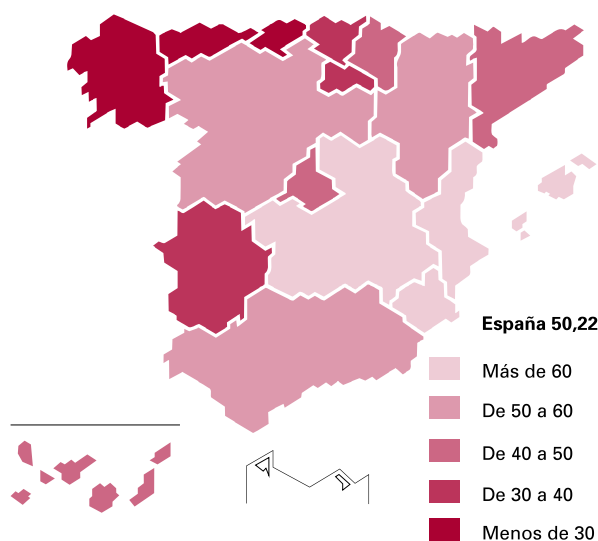 España 50,22
Más de 60
De 50 a 60
De 40 a 50
De 30 a 40
Menos de 30